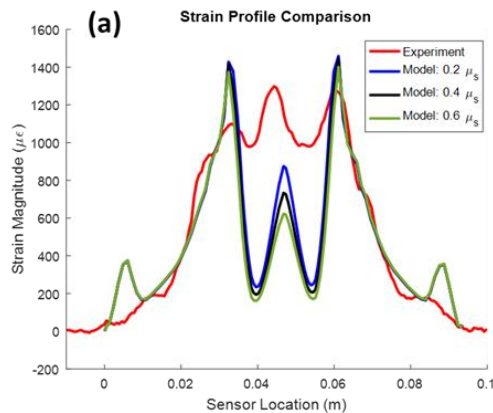 (a)
Strain Profile Comparison
Experiment
Model: 0.2 μs
Model: 0.4 μs
Model: 0.6 μs
Strain Magnitude (με)
1600
1400
1200
1000
800
600
400
200
0
-200
0
0.02
0.04
0.06
0.08
0.1
Sensor Location (m)